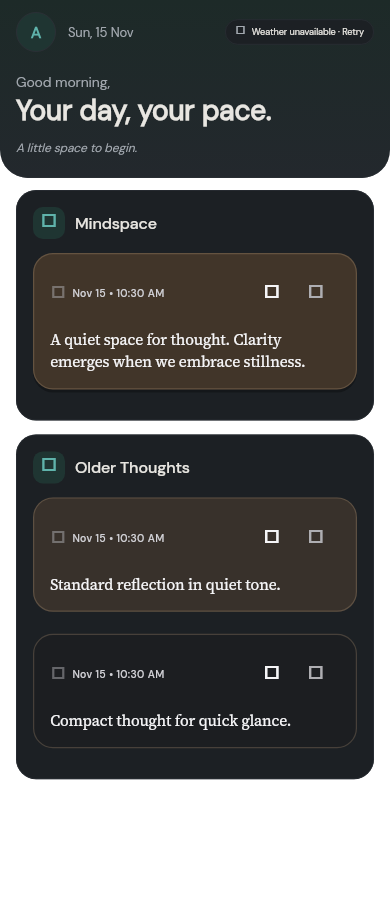 A
Sun, 15 Nov
Weather unavailable · Retry
Good morning,
Your day, your pace.
A little space to begin.
Mindspace
Nov 15 • 10:30 AM
A quiet space for thought. Clarity
emerges when we embrace stillness.
Older Thoughts
Nov 15 • 10:30 AM
Standard reflection in quiet tone.
Nov 15 • 10:30 AM
Compact thought for quick glance.